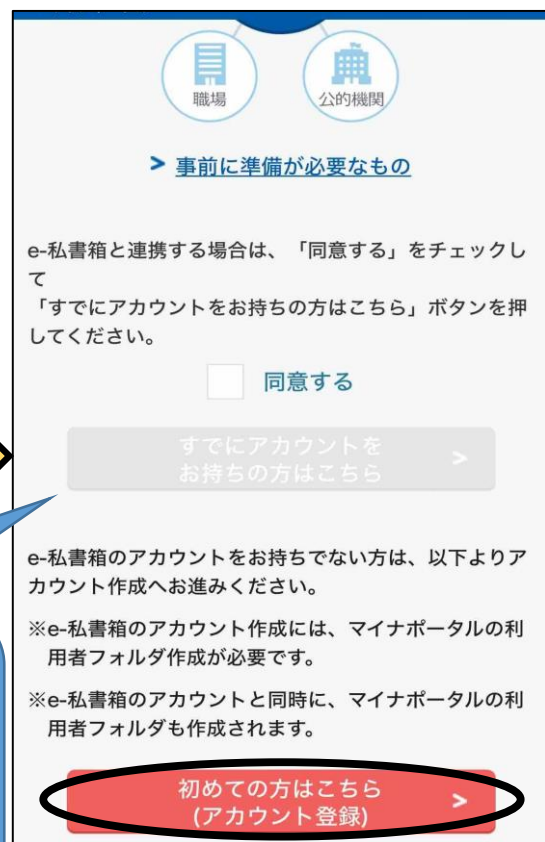 職場
公的機関
> 事前に準備が必要なもの
e-私書箱と連携する場合は、「同意する」をチェックし
て
「すでにアカウントをお持ちの方はこちら」ボタンを押
してください。
同意する
すでにアカウントを
お持ちの方はこちら >
e-私書箱のアカウントをお持ちでない方は、以下よりア
カウント作成へお進みください。
※e-私書箱のアカウント作成には、マイナポータルの利
用者フォルダ作成が必要です。
※e-私書箱のアカウントと同時に、マイナポータルの利
用者フォルダも作成されます。
初めての方はこちら
(アカウント登録) >